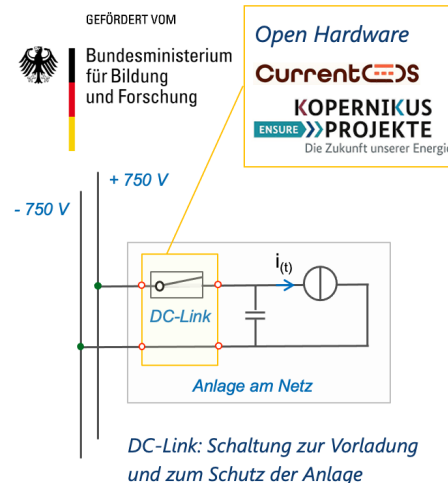 GEFÖRDERT VOM
Bundesministerium
für Bildung
und Forschung
Open Hardware
CurrentOS
KOPERNIKUS
ENSURE PROJEKTE
Die Zukunft unserer Energie
+ 750 V
- 750 V
i(t)
DC-Link
Anlage am Netz
DC-Link: Schaltung zur Vorladung
und zum Schutz der Anlage